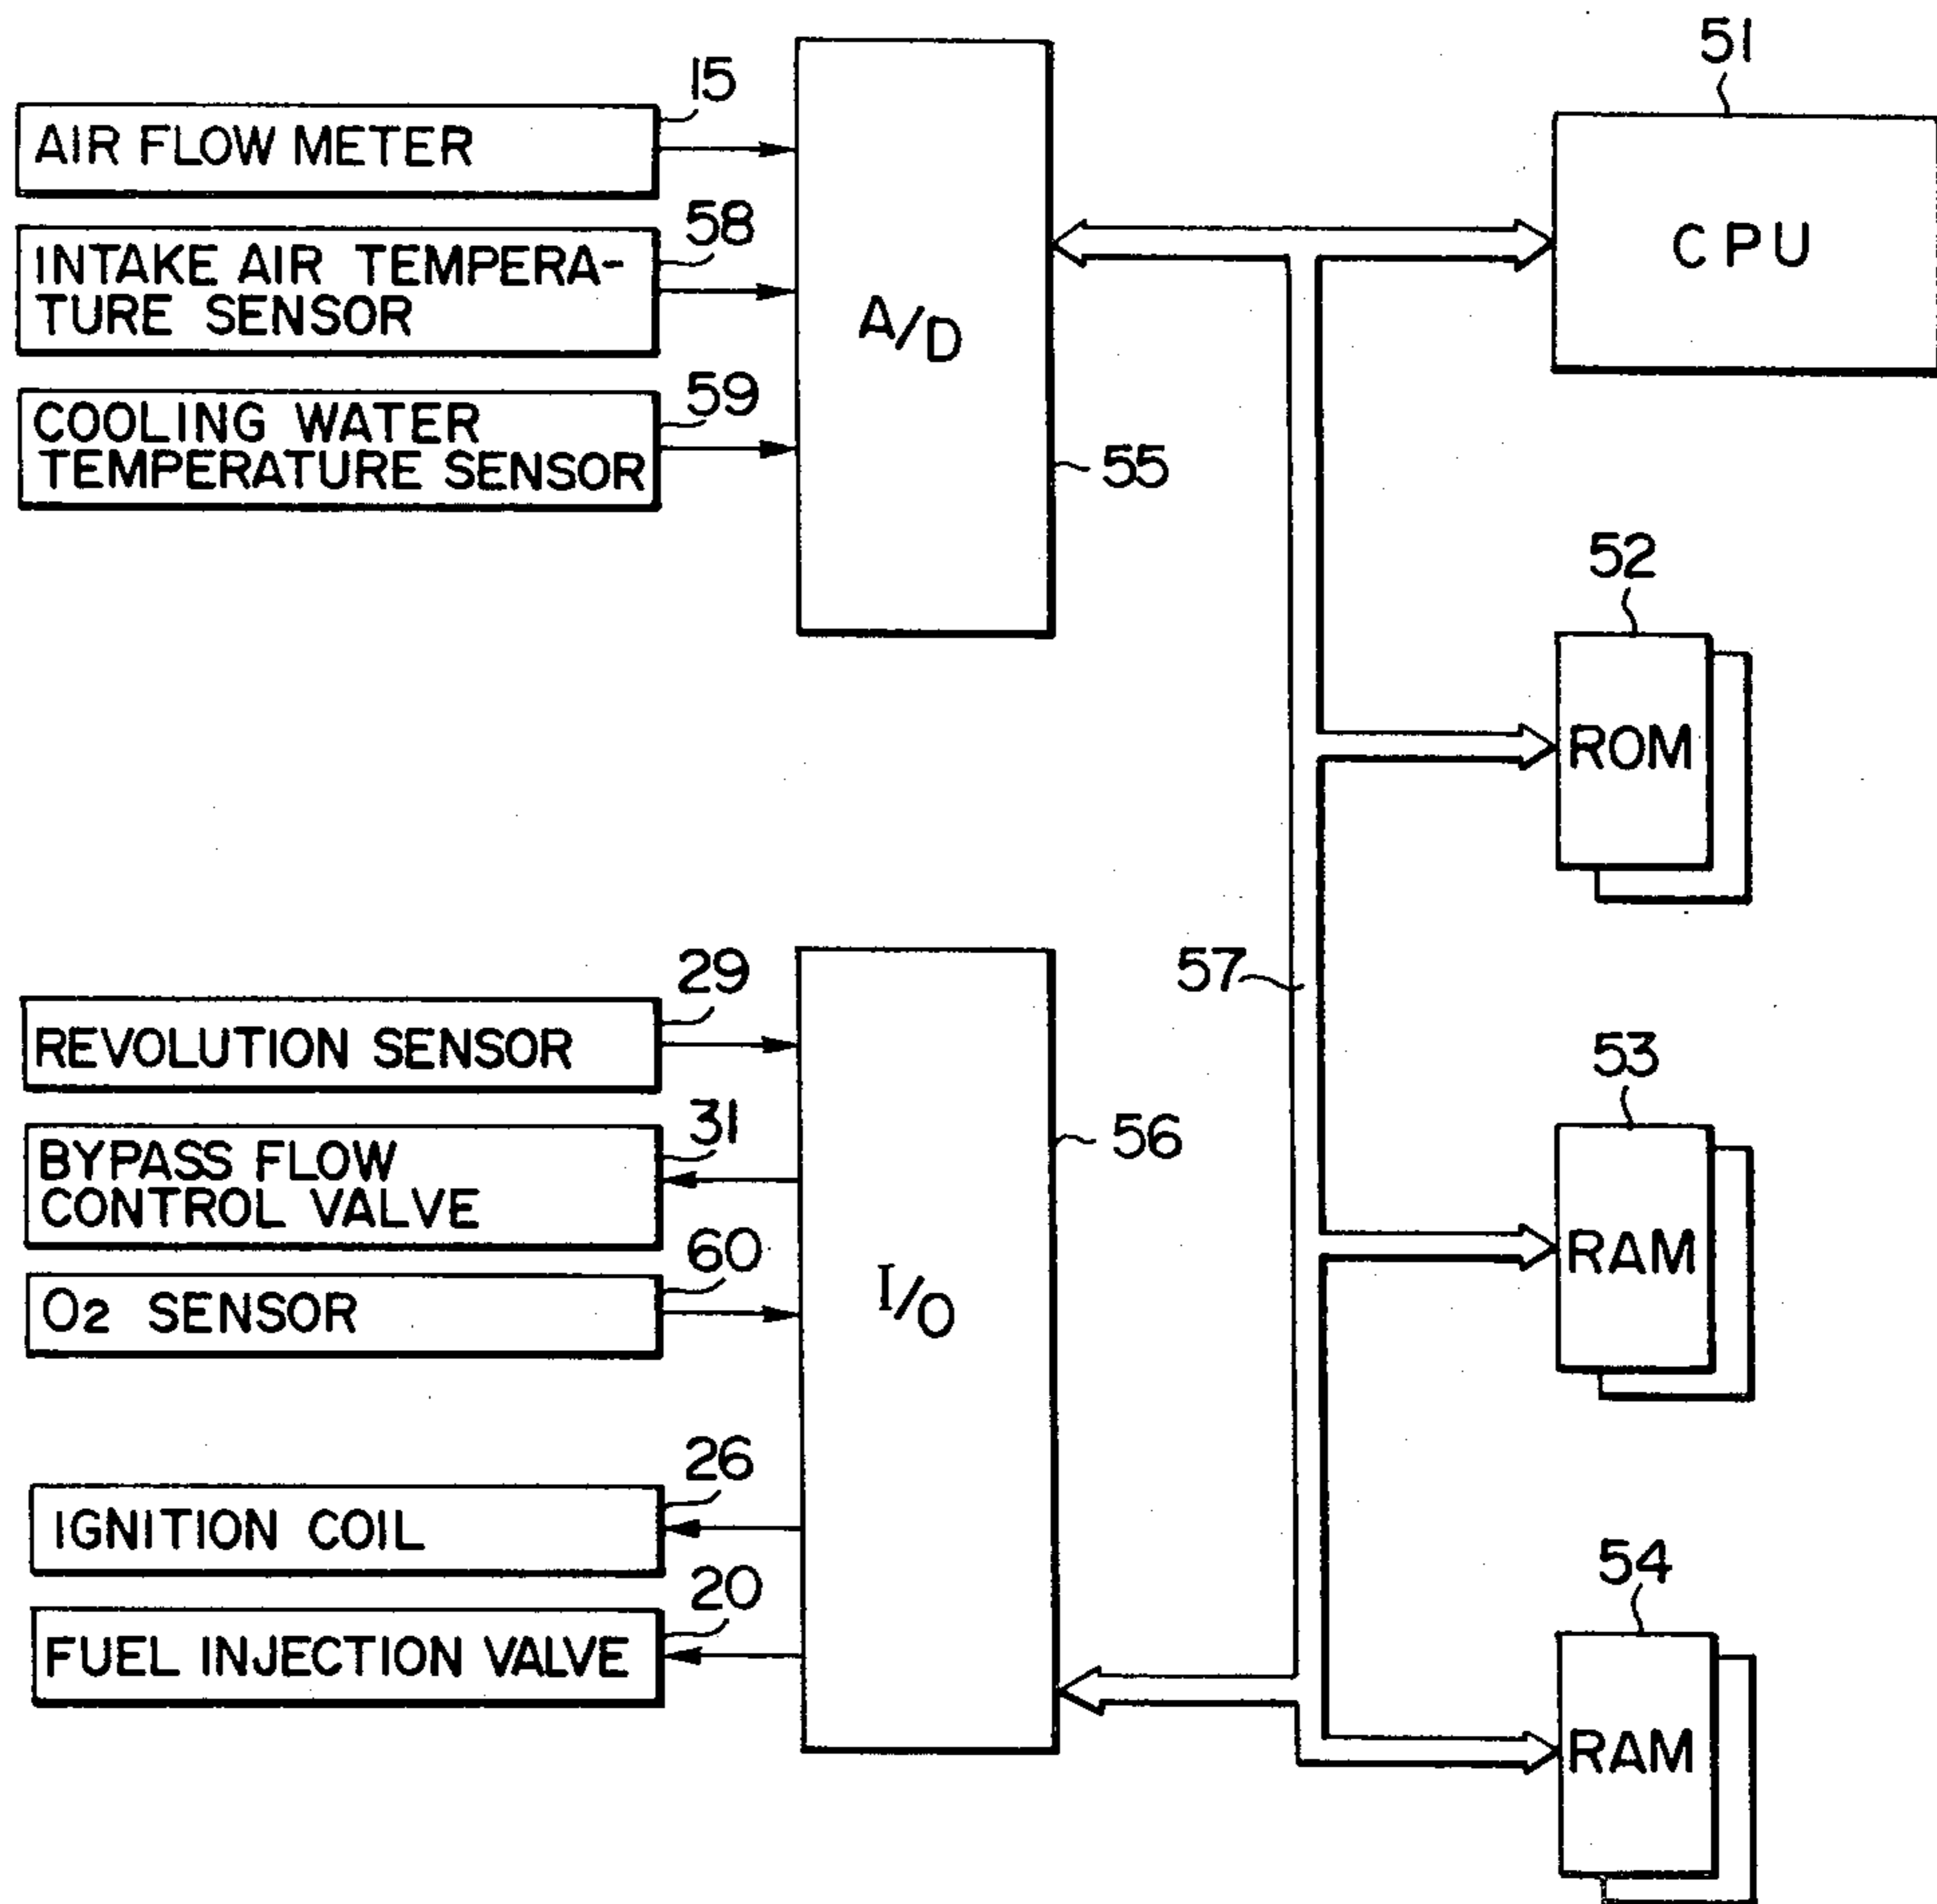 15
AIR FLOW METER
58
INTAKE AIR TEMPERA-
TURE SENSOR
59
COOLING WATER
TEMPERATURE SENSOR
A/D
55
51
CPU
52
ROM
57
29
REVOLUTION SENSOR
31
BYPASS FLOW
CONTROL VALVE
60
O2 SENSOR
26
IGNITION COIL
20
FUEL INJECTION VALVE
I/O
56
53
RAM
54
RAM